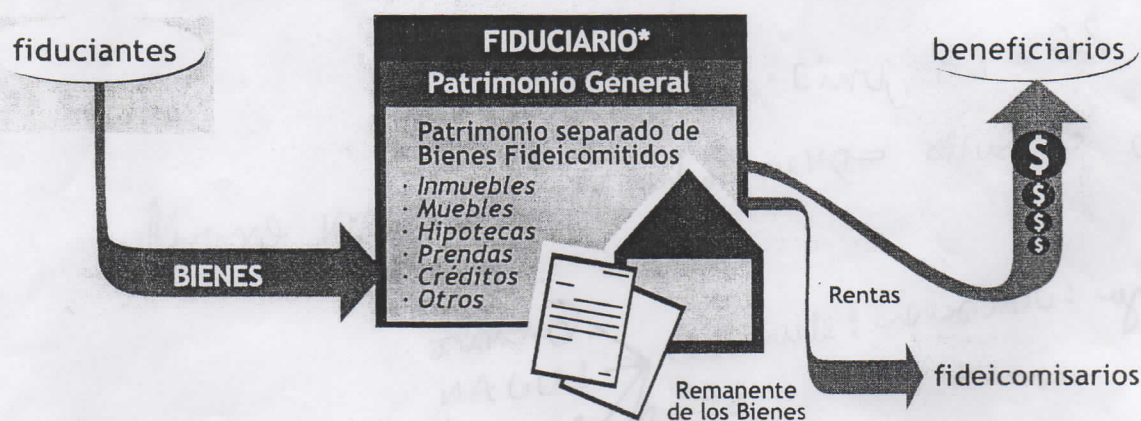 fiduciantes
BIENES
FIDUCIARIO*
Patrimonio General
Patrimonio separado de
Bienes Fideicomitidos
· Inmuebles
· Muebles
· Hipotecas
· Prendas
· Créditos
· Otros
Remanente
de los Bienes
Rentas
beneficiarios
$
$
$
$
fideicomisarios